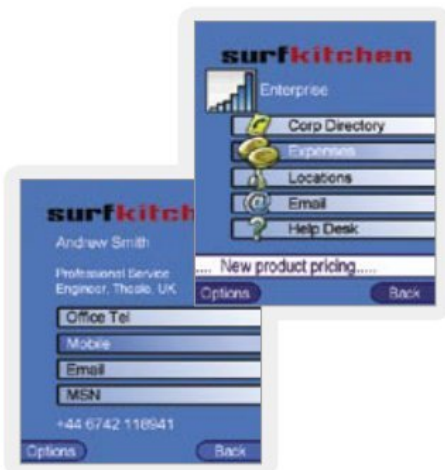 surfkitchen
Enterprise
Corp Directory
Expenses
Locations
Email
Help Desk
.... New product pricing.....
Options
Back
surfkitch
Andrew Smith
Professional Service
Engineer, Theale, UK
Office Tel
Mobile
Email
MSN
+44 6742 118941
Options
Back